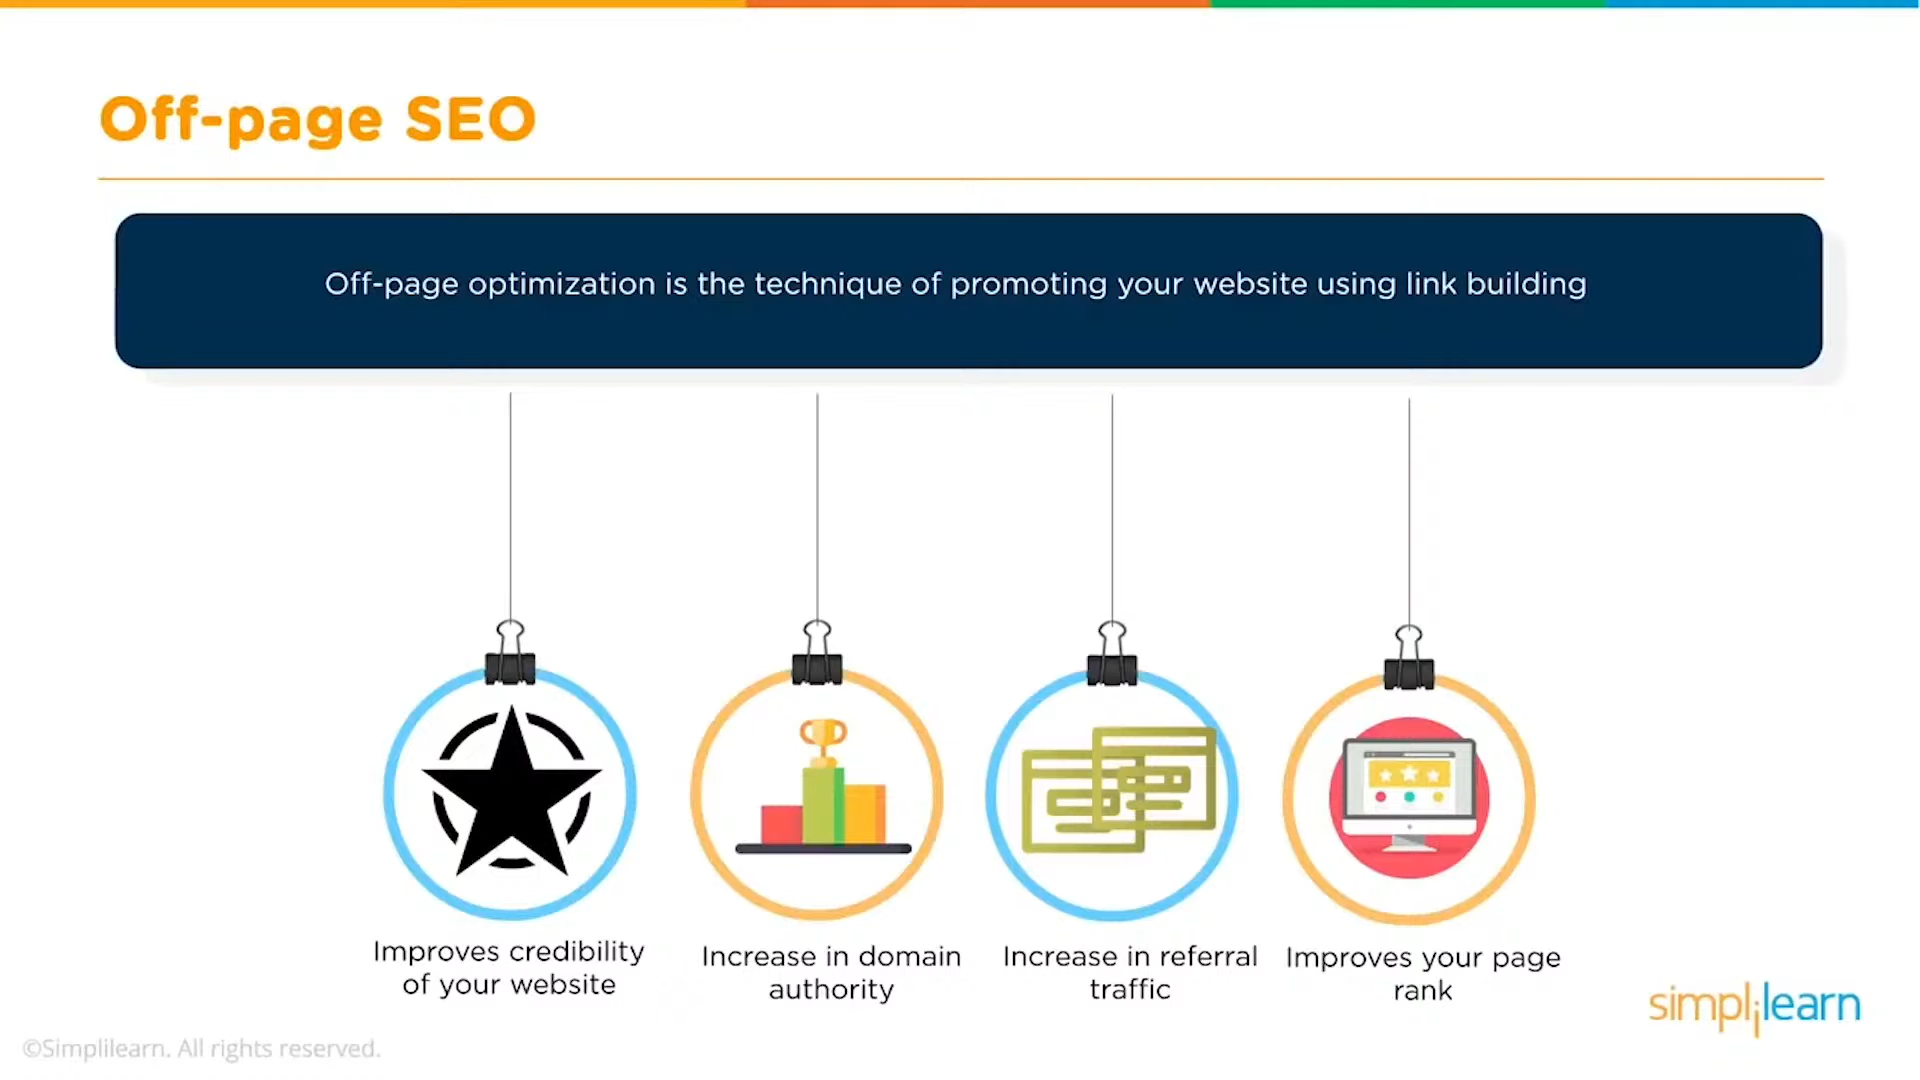 Off-page SEO
Off-page optimization is the technique of promoting your website using link building
Improves credibility
of your website
Increase in domain
authority
Increase in referral
traffic
Improves your page
rank
simplilearn
©Simplilearn. All rights reserved.